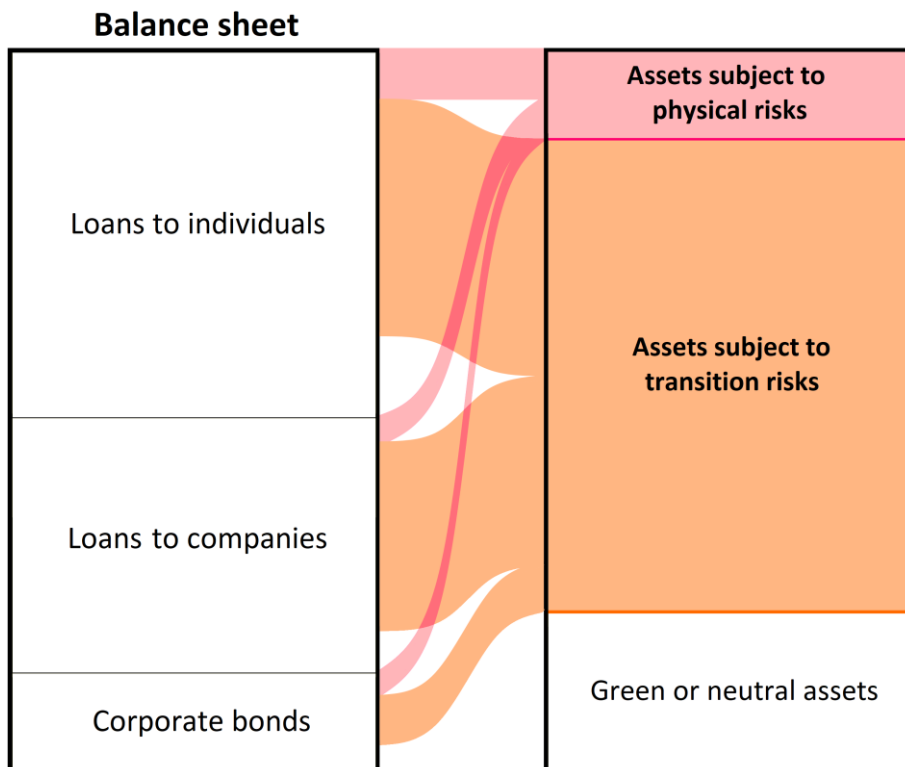 Balance sheet
Loans to individuals
Loans to companies
Corporate bonds
Assets subject to
physical risks
Assets subject to
transition risks
Green or neutral assets